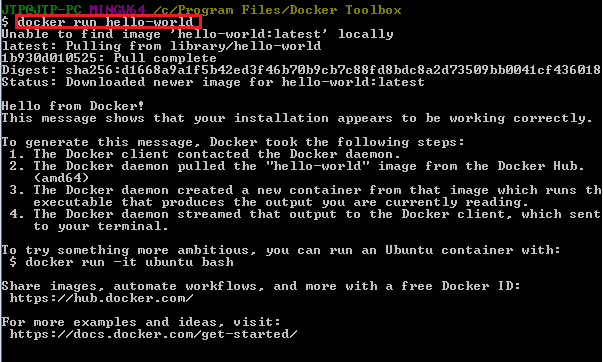 JTP@JTP-PC MINGW64 /c/Program Files/Docker Toolbox
$ docker run hello-world
Unable to find image 'hello-world:latest' locally
latest: Pulling from library/hello-world
1b930d010525: Pull complete
Digest: sha256:d1668a9a1f5b42ed3f46b70b9cb7c88fd8bdc8a2d73509bb0041cf436018
Status: Downloaded newer image for hello-world:latest
Hello from Docker!
This message shows that your installation appears to be working correctly.
To generate this message, Docker took the following steps:
1. The Docker client contacted the Docker daemon.
2. The Docker daemon pulled the "hello-world" image from the Docker Hub.
(amd64)
3. The Docker daemon created a new container from that image which runs the
executable that produces the output you are currently reading.
4. The Docker daemon streamed that output to the Docker client, which sent
to your terminal.
To try something more ambitious, you can run an Ubuntu container with:
$ docker run -it ubuntu bash
Share images, automate workflows, and more with a free Docker ID:
https://hub.docker.com/
For more examples and ideas, visit:
https://docs.docker.com/get-started/